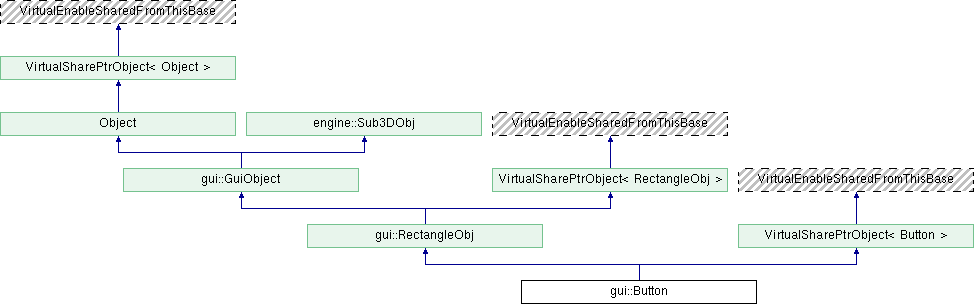 VirtualEnableSharedFromThisBase
VirtualSharePtrObject< Object >
Object
engine::Sub3DObj
VirtualEnableSharedFromThisBase
gui::GuiObject
VirtualSharePtrObject< RectangleObj >
VirtualEnableSharedFromThisBase
gui::RectangleObj
VirtualSharePtrObject< Button >
gui::Button